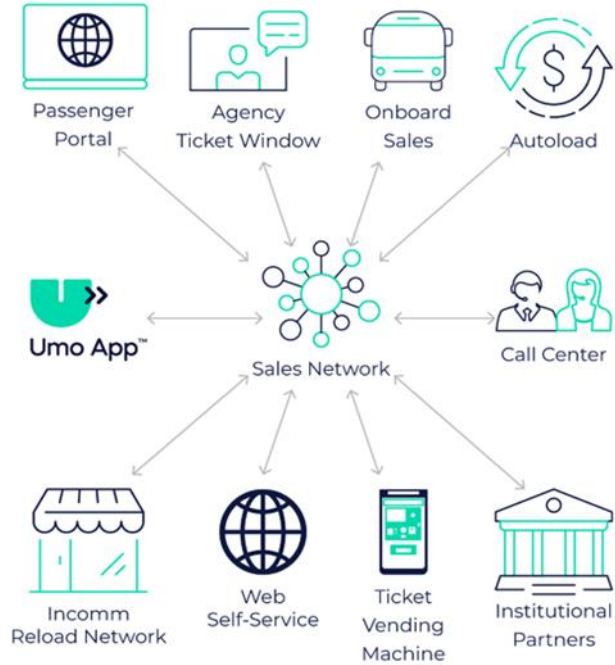 Passenger
Portal
Agency
Ticket Window
Onboard
Sales
Autoload
Umo App™
Sales Network
Call Center
Incomm
Reload Network
Web
Self-Service
Ticket
Vending
Machine
Institutional
Partners